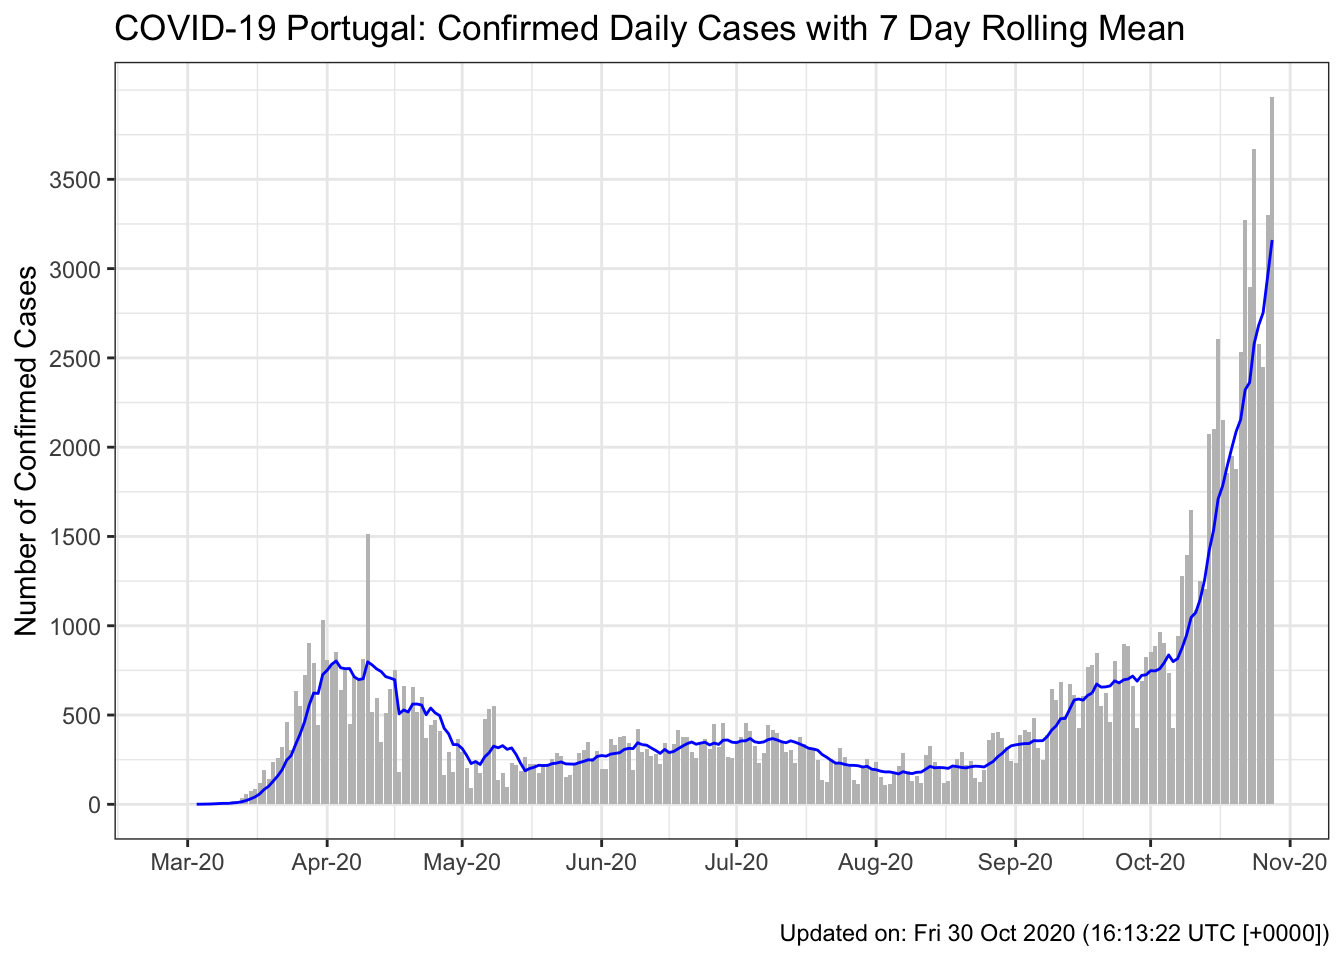 COVID-19 Portugal: Confirmed Daily Cases with 7 Day Rolling Mean
Number of Confirmed Cases
3500
3000
2500
2000
1500
1000
500
0
Mar-20 Apr-20 May-20 Jun-20 Jul-20 Aug-20 Sep-20 Oct-20 Nov-20
Updated on: Fri 30 Oct 2020 (16:13:22 UTC [+0000])